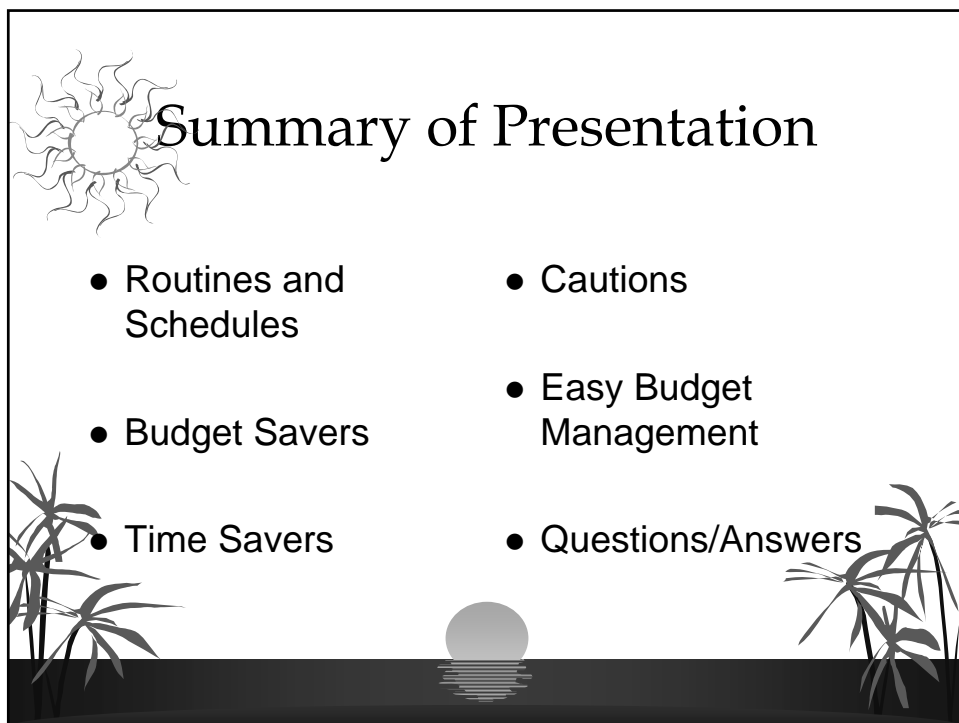 Summary of Presentation
● Routines and
Schedules
● Budget Savers
● Time Savers
● Cautions
● Easy Budget
Management
● Questions/Answers